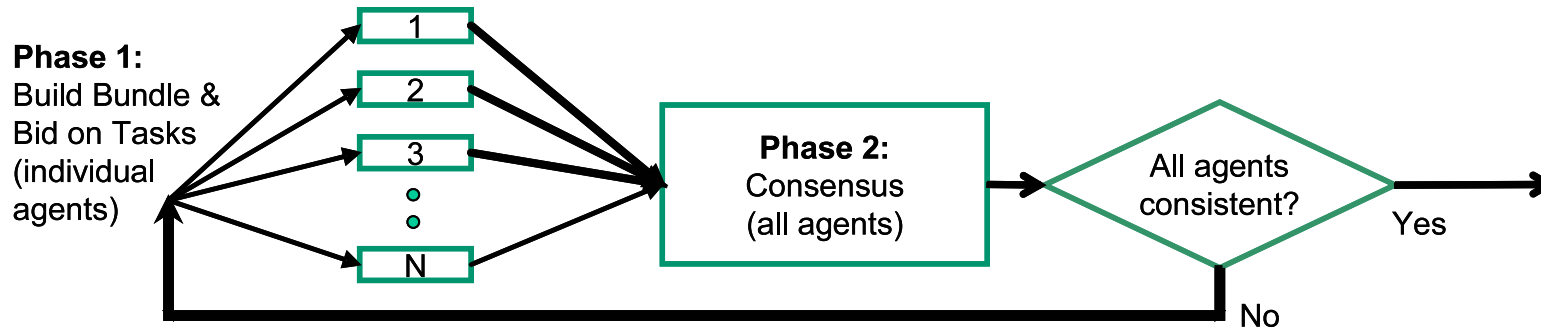 Phase 1:
Build Bundle &
Bid on Tasks
(individual
agents)
1
2
3
N
Phase 2:
Consensus
(all agents)
All agents
consistent?
Yes
No